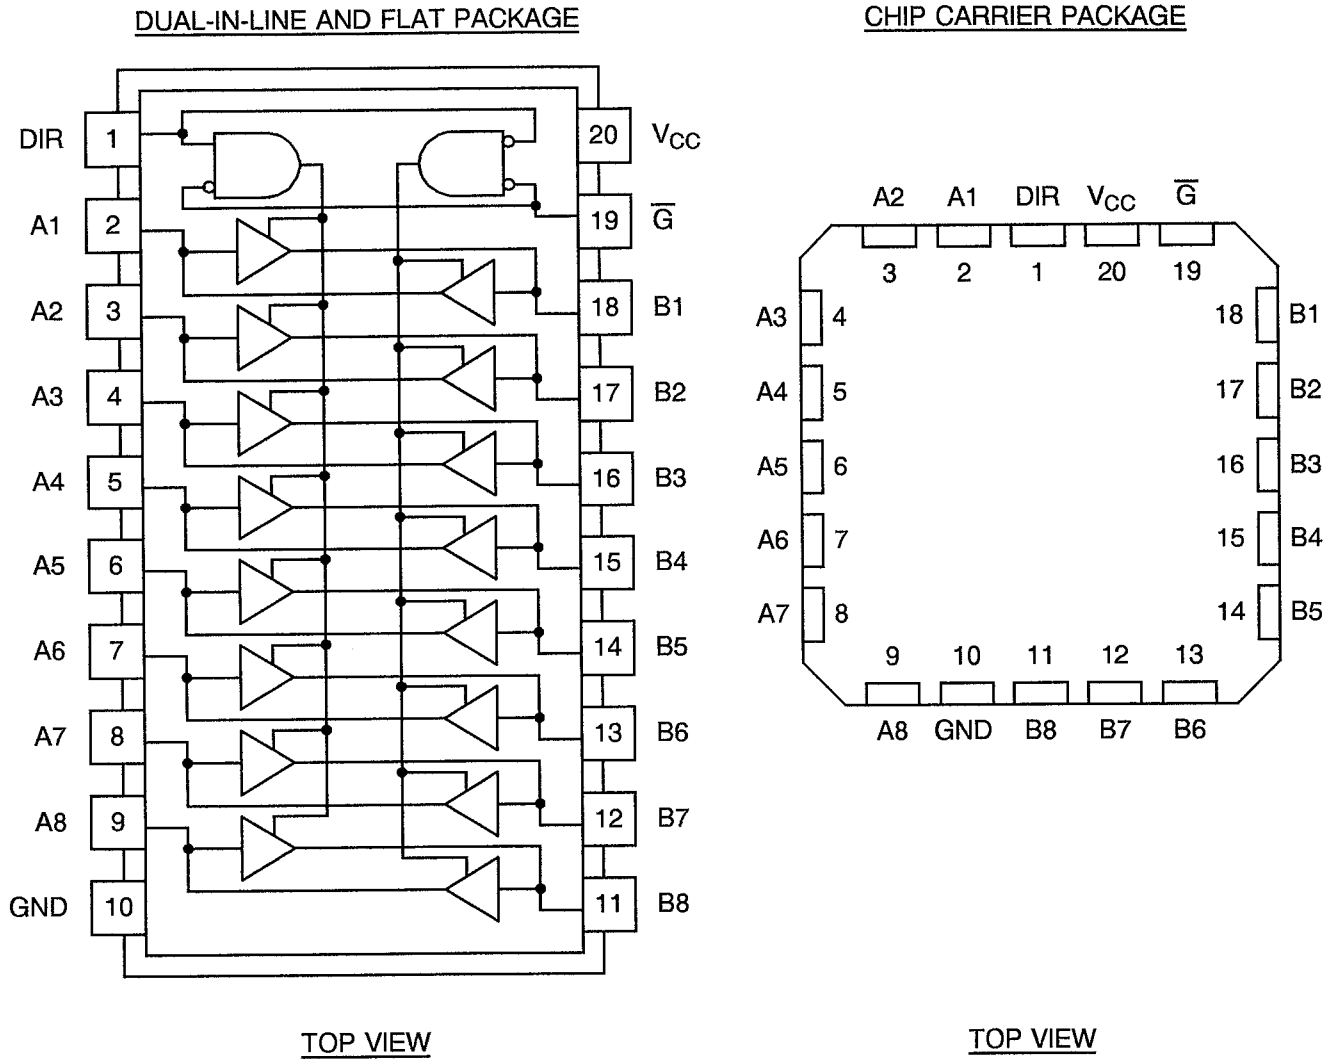 DUAL-IN-LINE AND FLAT PACKAGE
DIR 1 20 VCC
A1 2 19 G̅
A2 3 18 B1
A3 4 17 B2
A4 5 16 B3
A5 6 15 B4
A6 7 14 B5
A7 8 13 B6
A8 9 12 B7
GND 10 11 B8
TOP VIEW
CHIP CARRIER PACKAGE
A2 A1 DIR VCC G̅
3 2 1 20 19
A3 4 18 B1
A4 5 17 B2
A5 6 16 B3
A6 7 15 B4
A7 8 14 B5
9 10 11 12 13
A8 GND B8 B7 B6
TOP VIEW